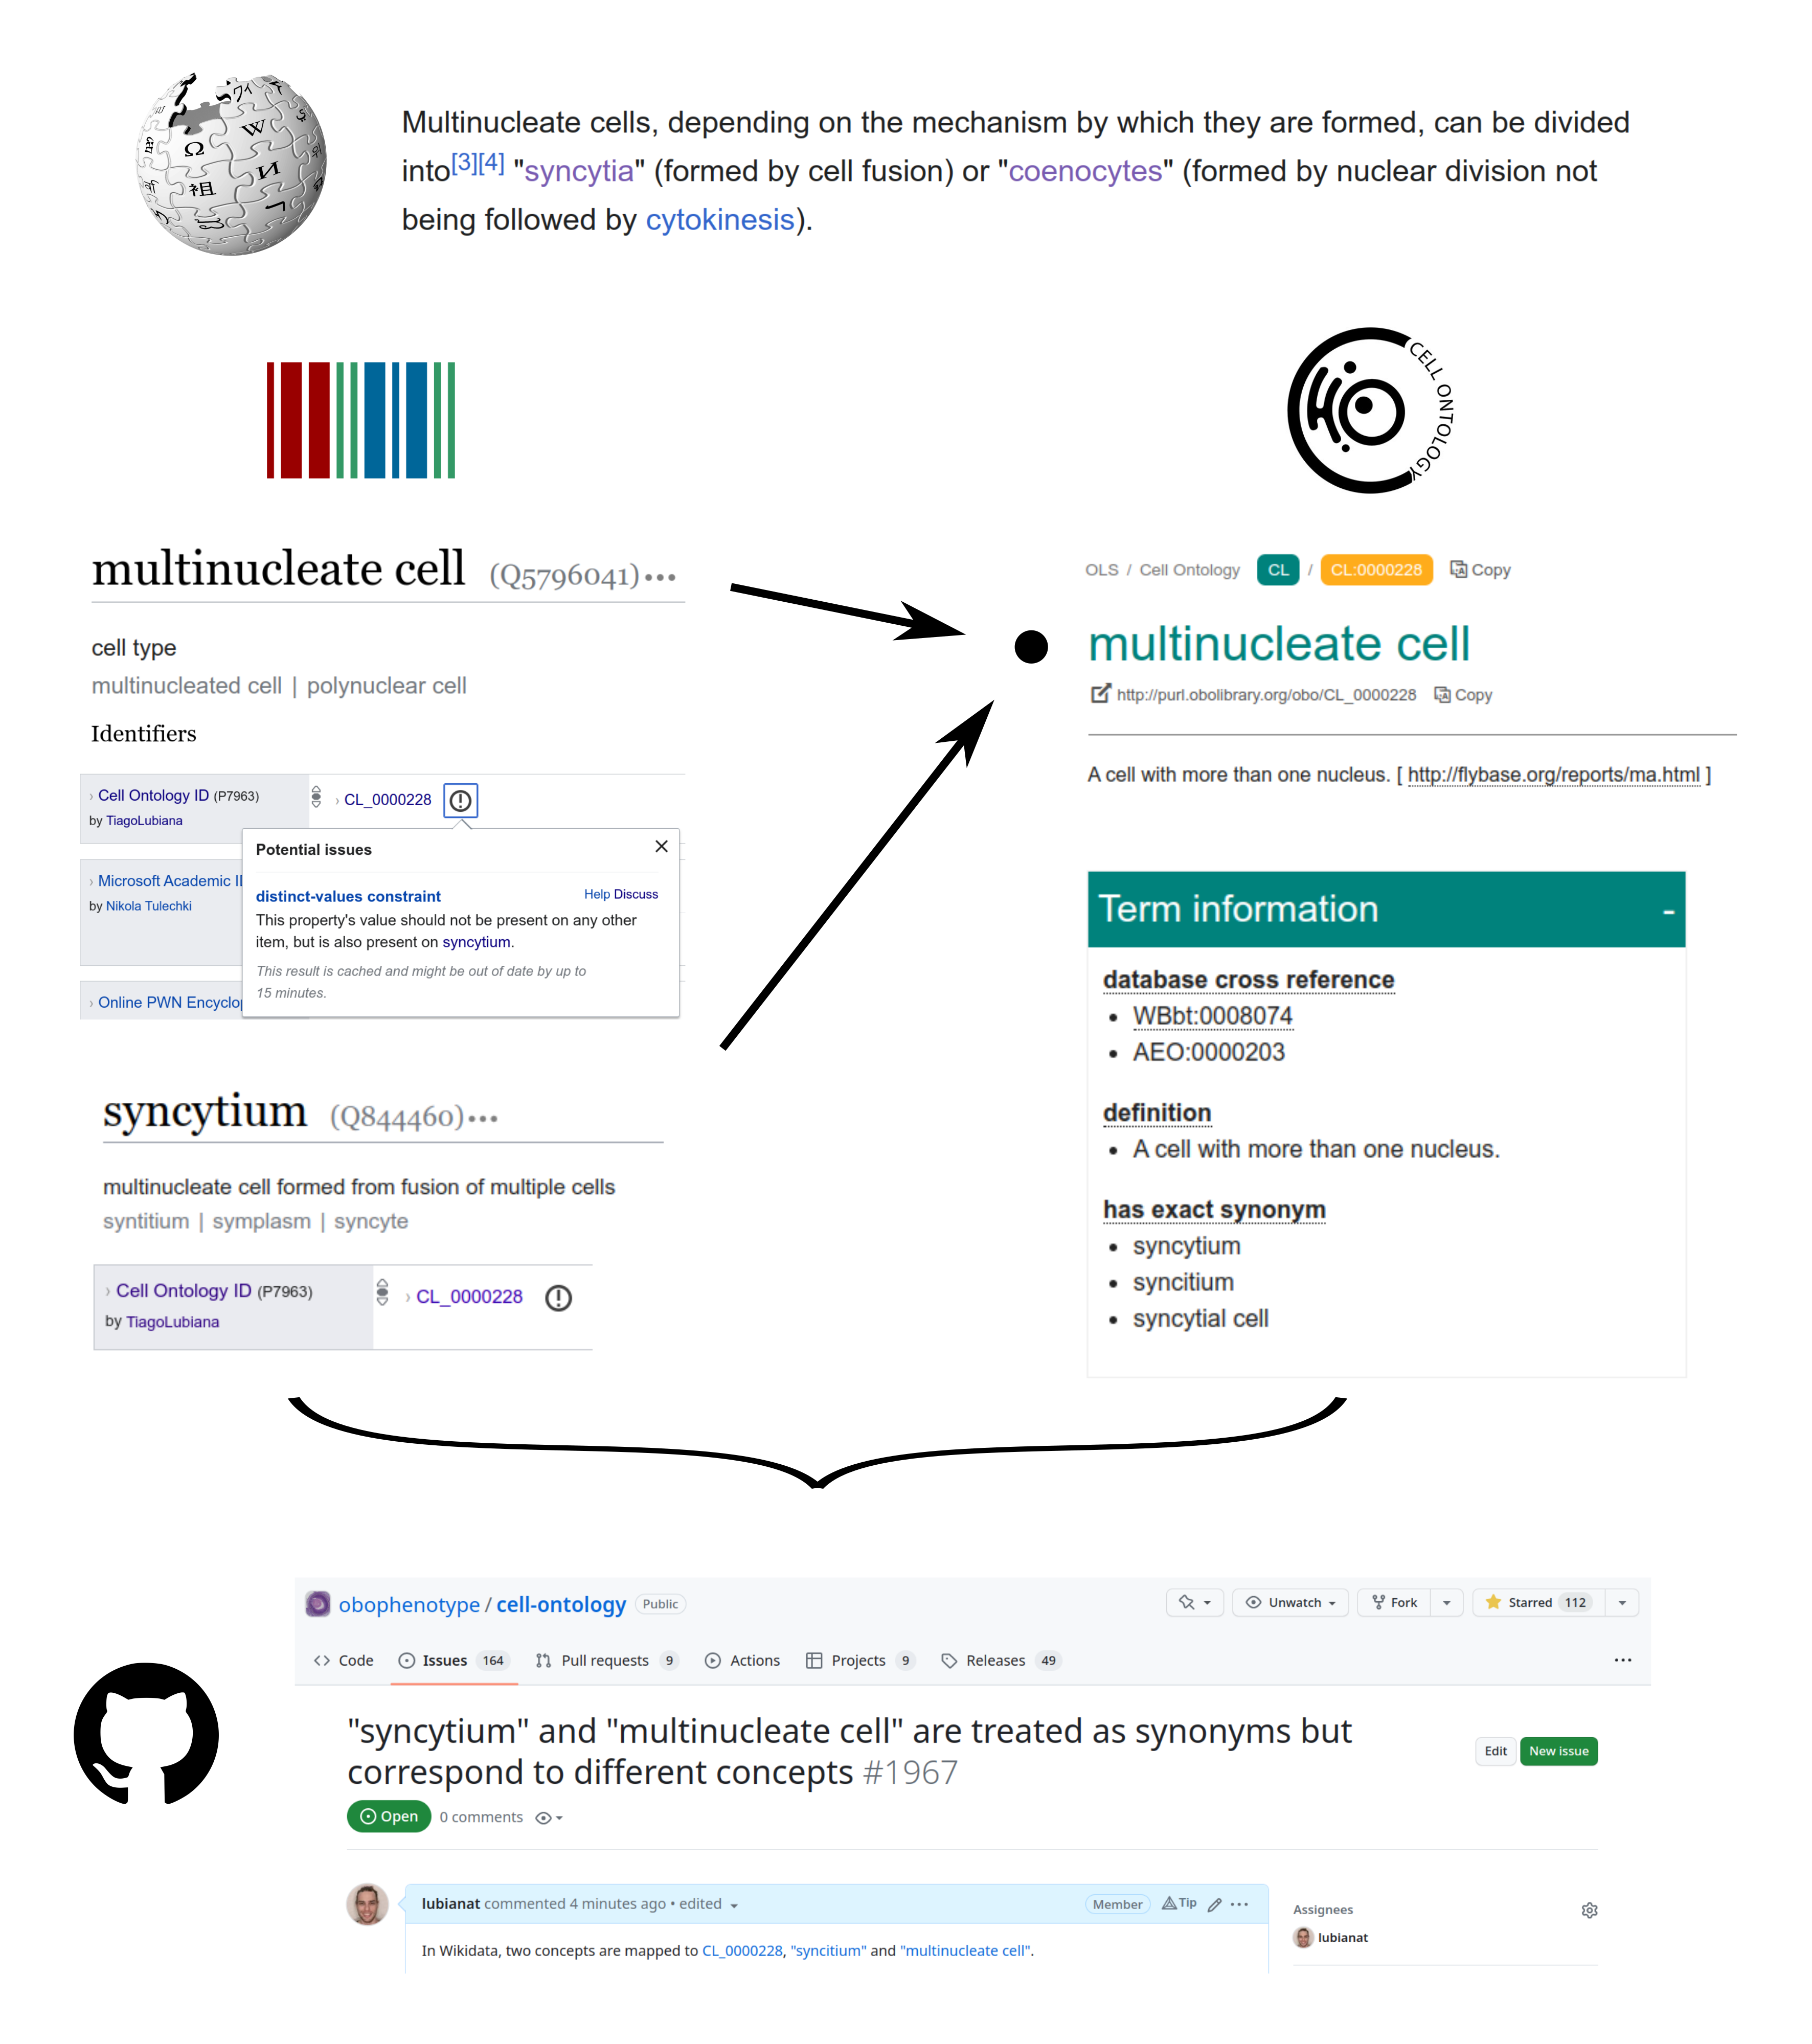 Multinucleate cells, depending on the mechanism by which they are formed, can be divided
into[3][4] "syncytia" (formed by cell fusion) or "coenocytes" (formed by nuclear division not
being followed by cytokinesis).
CELL ONTOLOGY
multinucleate cell (Q5796041)•••
cell type
multinucleated cell | polynuclear cell
Identifiers
› Cell Ontology ID (P7963)
by TiagoLubiana
› CL_0000228
Potential issues
distinct-values constraint
Help Discuss
This property's value should not be present on any other
item, but is also present on syncytium.
This result is cached and might be out of date by up to
15 minutes.
› Microsoft Academic I
by Nikola Tulechki
› Online PWN Encyclop
syncytium (Q844460)•••
multinucleate cell formed from fusion of multiple cells
syntitium | symplasm | syncyte
› Cell Ontology ID (P7963)
by TiagoLubiana
› CL_0000228
OLS / Cell Ontology CL / CL:0000228 Copy
multinucleate cell
http://purl.obolibrary.org/obo/CL_0000228 Copy
A cell with more than one nucleus. [ http://flybase.org/reports/ma.html ]
Term information -
database cross reference
• WBbt:0008074
• AEO:0000203
definition
• A cell with more than one nucleus.
has exact synonym
• syncytium
• syncitium
• syncytial cell
obophenotype / cell-ontology Public
Unwatch Fork Starred 112
<> Code Issues 164 Pull requests 9 Actions Projects 9 Releases 49 ...
"syncytium" and "multinucleate cell" are treated as synonyms but
correspond to different concepts #1967
Edit New issue
Open 0 comments
lubianat commented 4 minutes ago • edited
Member Tip ...
In Wikidata, two concepts are mapped to CL_0000228, "syncitium" and "multinucleate cell".
Assignees
lubianat